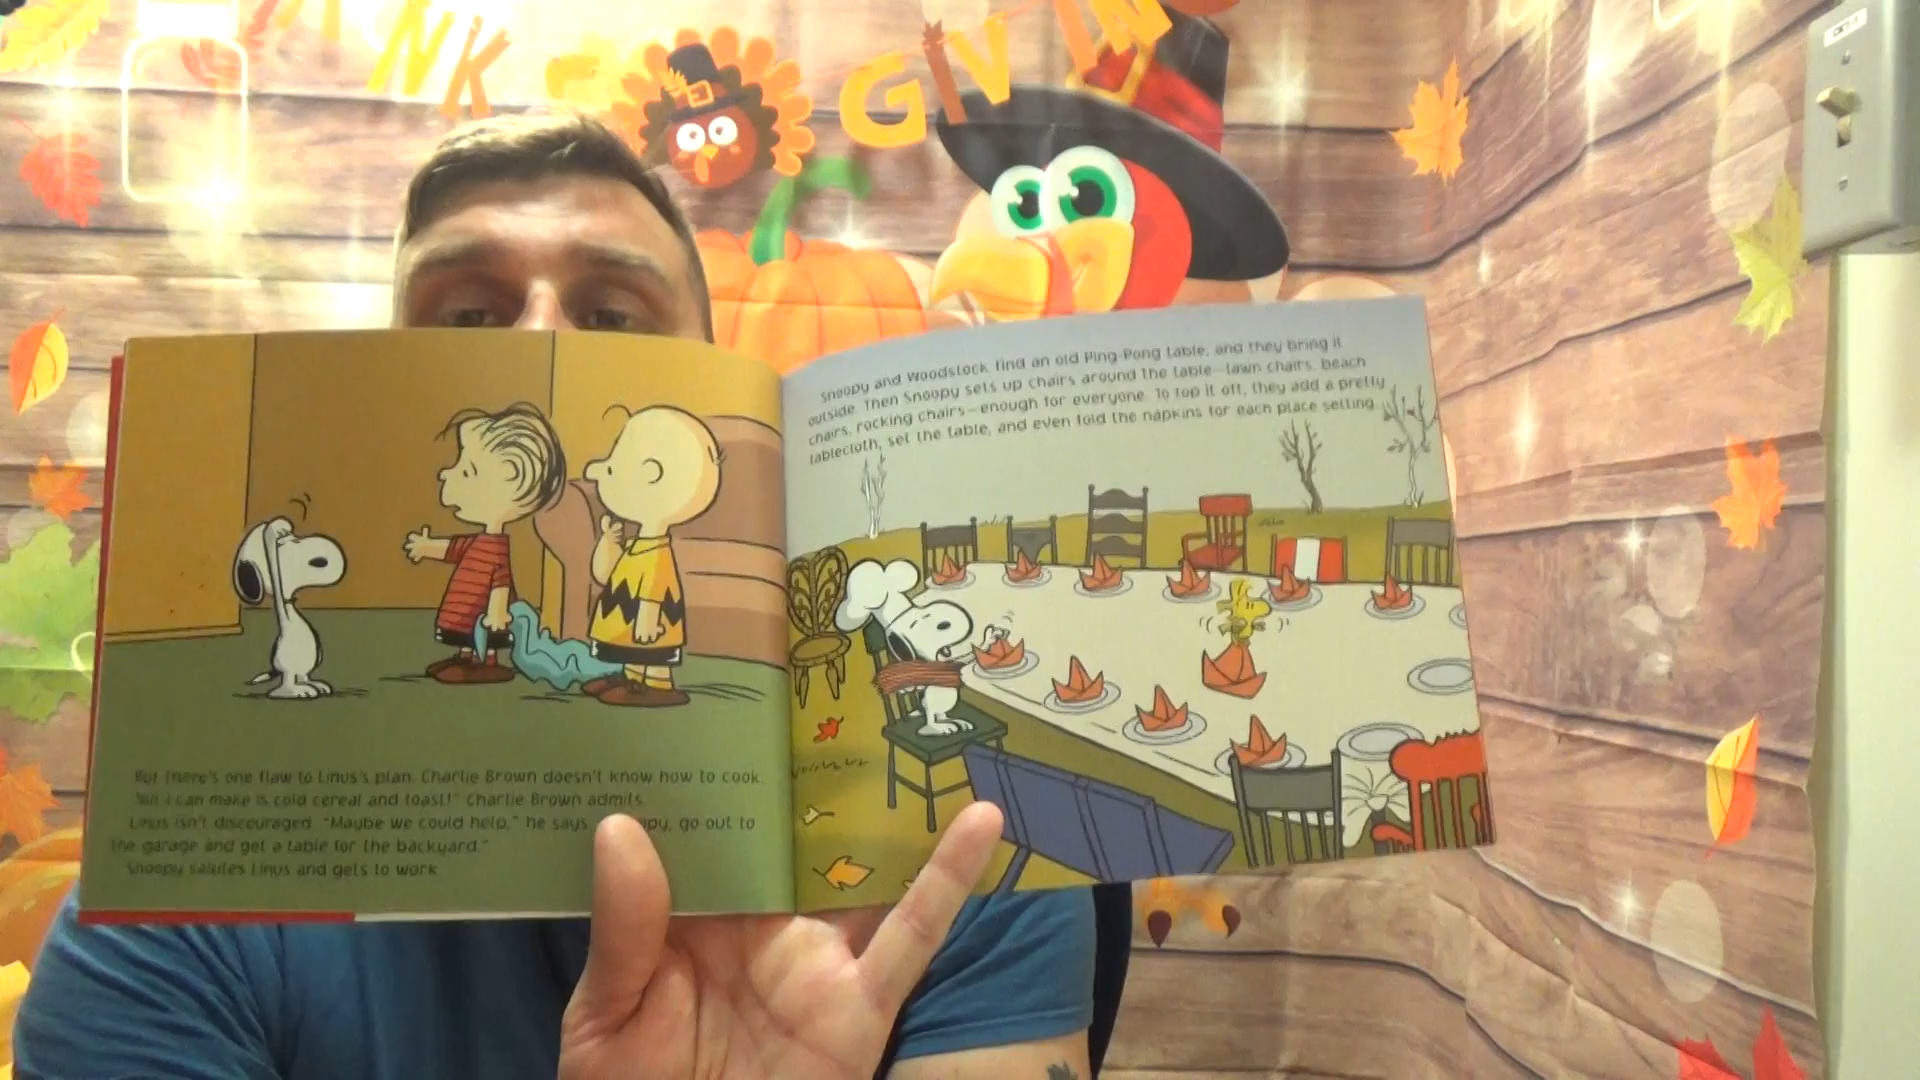 NK
GIVIN
But there's one flaw to Linus's plan. Charlie Brown doesn't know how to cook.
I can make is cold cereal and toast!" Charlie Brown admits.
Linus isn't discouraged. "Maybe we could help," he says. go out to
the garage and get a table for the backyard."
Snoopy salutes Linus and gets to work
Snoopy and Woodstock find an old Ping-Pong table, and they bring it
outside. Then Snoopy sets up chairs around the table—lawn chairs, beach
chairs, rocking chairs—enough for everyone. To top it off, they add a pretty
tablecloth, set the table, and even fold the napkins for each place setting.